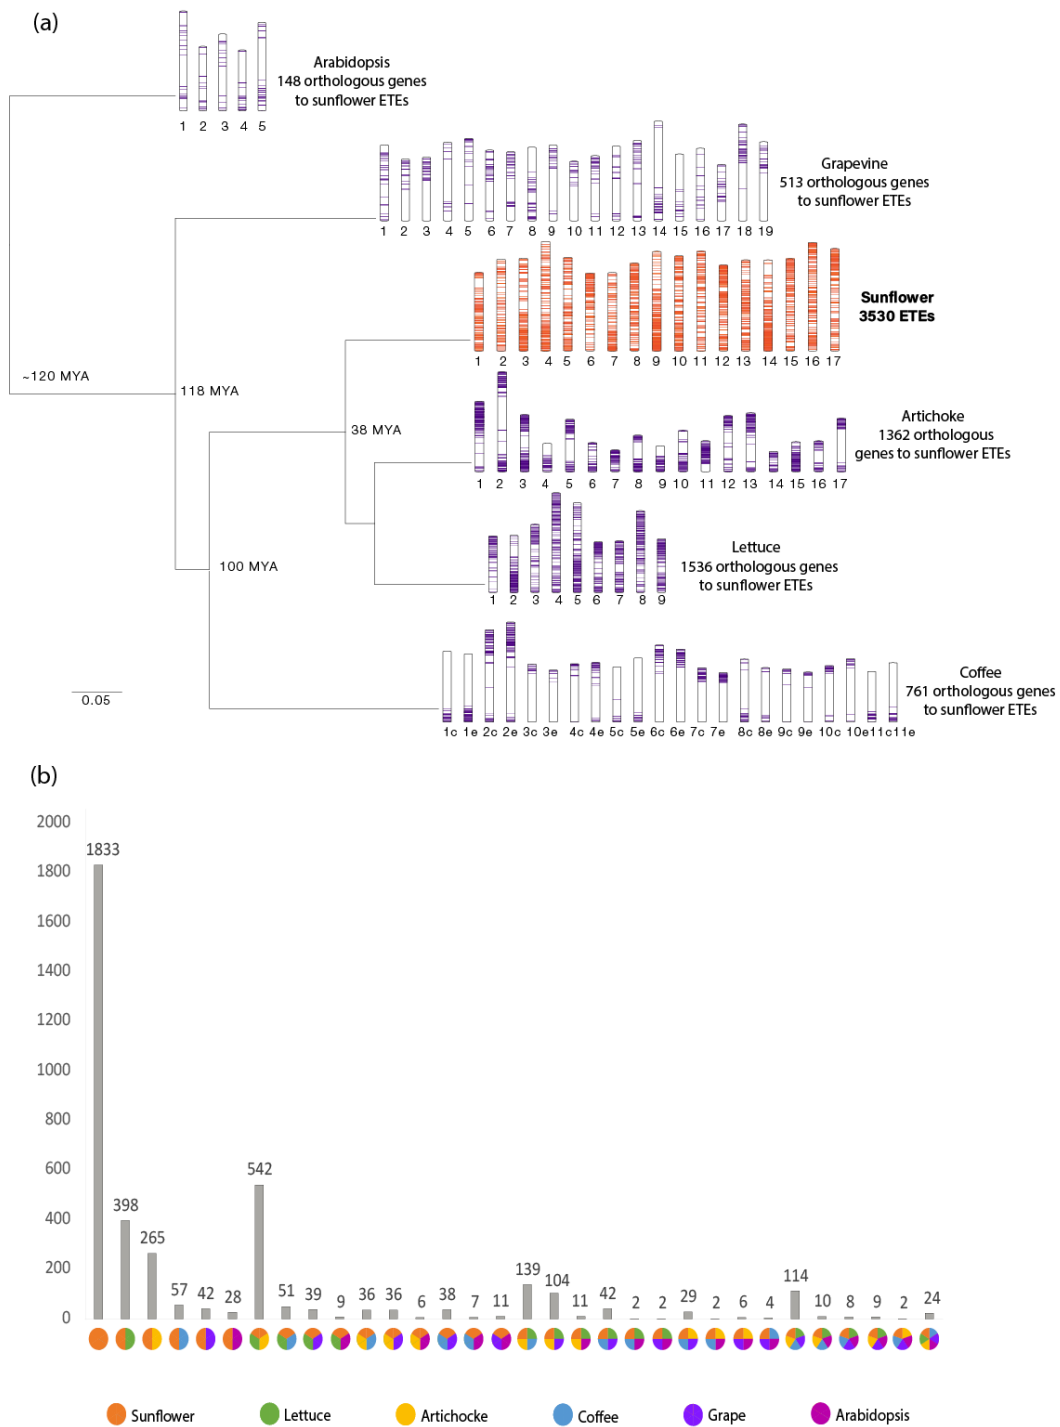 (a)
Arabidopsis
148 orthologous genes
to sunflower ETEs
1 2 3 4 5
Grapevine
513 orthologous genes
to sunflower ETEs
1 2 3 4 5 6 7 8 9 10 11 12 13 14 15 16 17 18 19
Sunflower
3530 ETEs
1 2 3 4 5 6 7 8 9 10 11 12 13 14 15 16 17
~120 MYA
118 MYA
38 MYA
Artichoke
1362 orthologous
genes to sunflower ETEs
1 2 3 4 5 6 7 8 9 10 11 12 13 14 15 16 17
Lettuce
1536 orthologous genes
to sunflower ETEs
1 2 3 4 5 6 7 8 9
100 MYA
Coffee
761 orthologous genes
to sunflower ETEs
0.05
1c 1e 2c 2e 3c 3e 4c 4e 5c 5e 6c 6e 7c 7e 8c 8e 9c 9e 10c 10e 11c 11e
(b)
2000
1800
1600
1400
1200
1000
800
600
400
200
0
1833
398
265
57
42
28
542
51
39
9
36
36
6
38
7
11
139
104
11
42
2
2
29
2
6
4
114
10
8
9
2
24
Sunflower Lettuce Artichocke Coffee Grape Arabidopsis